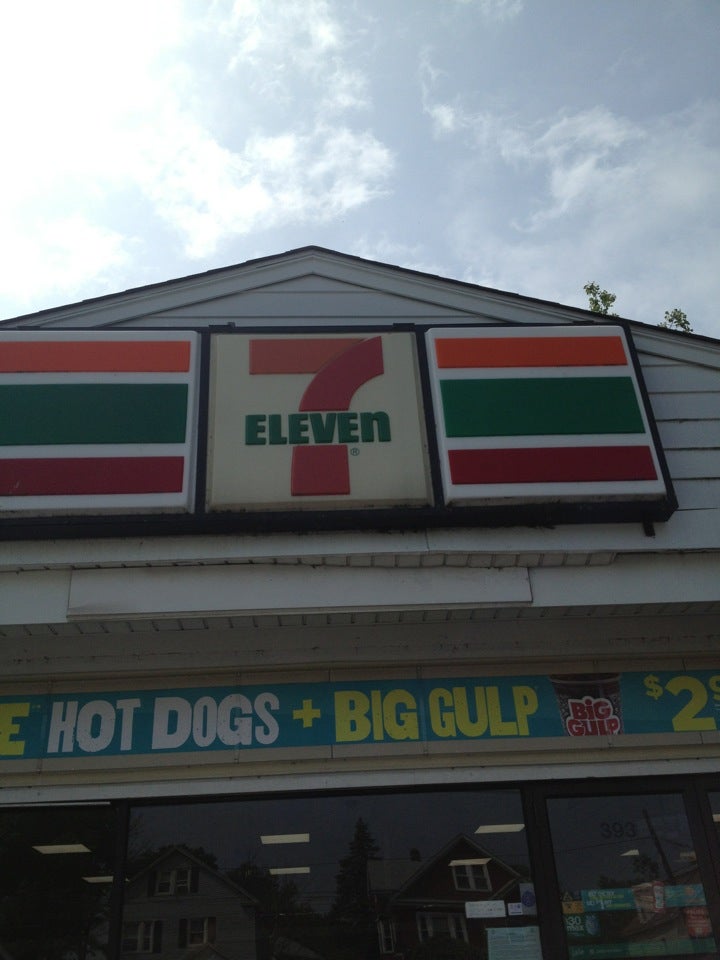 7
ELEVEn
®
E HOT DOGS + BIG GULP BIG GULP $2
393